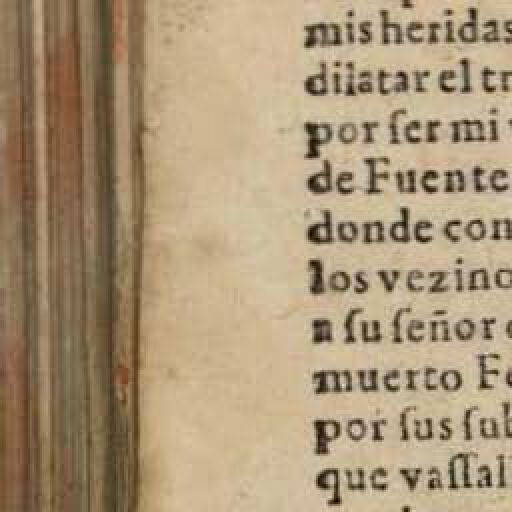 mis heridas
dilatar el tr
por ser mi v
de Fuente
donde con
los vezino
a ſu ſeñor
muerto Fe
por ſus ſub
que vaſſal